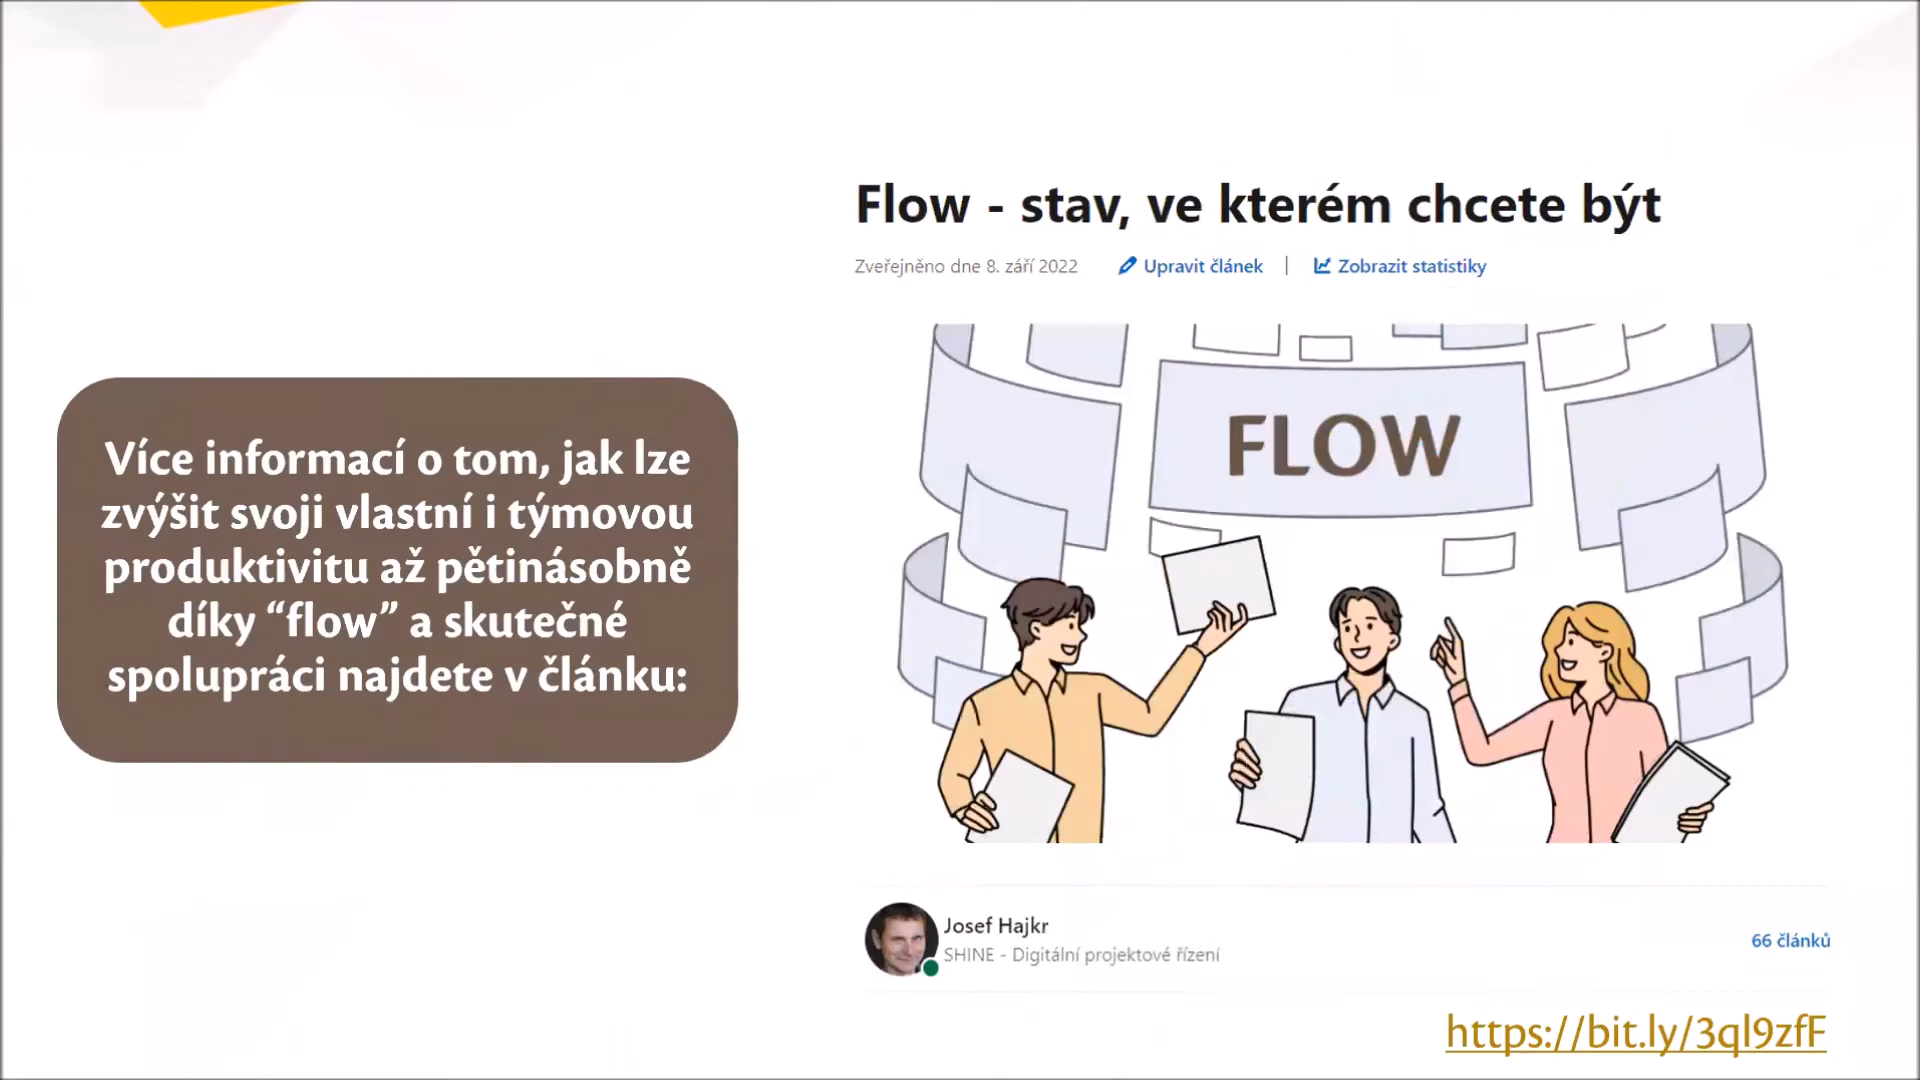 Flow - stav, ve kterém chcete být
Zveřejněno dne 8. září 2022
Upravit článek | Zobrazit statistiky
FLOW
Více informací o tom, jak lze
zvýšit svoji vlastní i týmovou
produktivitu až pětinásobně
díky “flow” a skutečné
spolupráci najdete v článku:
Josef Hajkr
SHINE - Digitální projektové řízení
66 článků
https://bit.ly/3ql9zfF